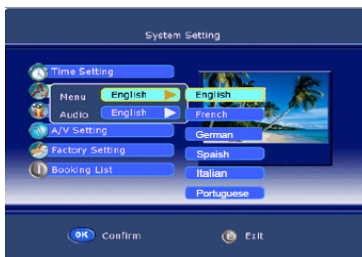 System Setting
Time Setting
Menu English English
Audio English French
A/V Setting German
Factory Setting Spaish
Booking List Italian
Portuguese
OK Confirm Exit